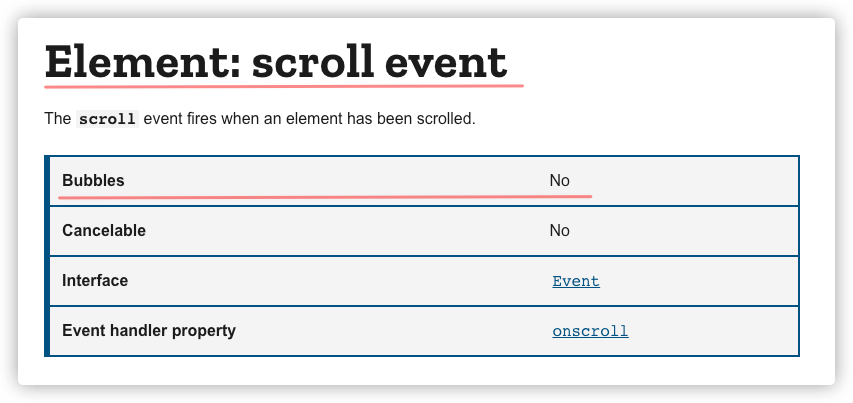 Element: scroll event
The scroll event fires when an element has been scrolled.
Bubbles No
Cancelable No
Interface Event
Event handler property onscroll